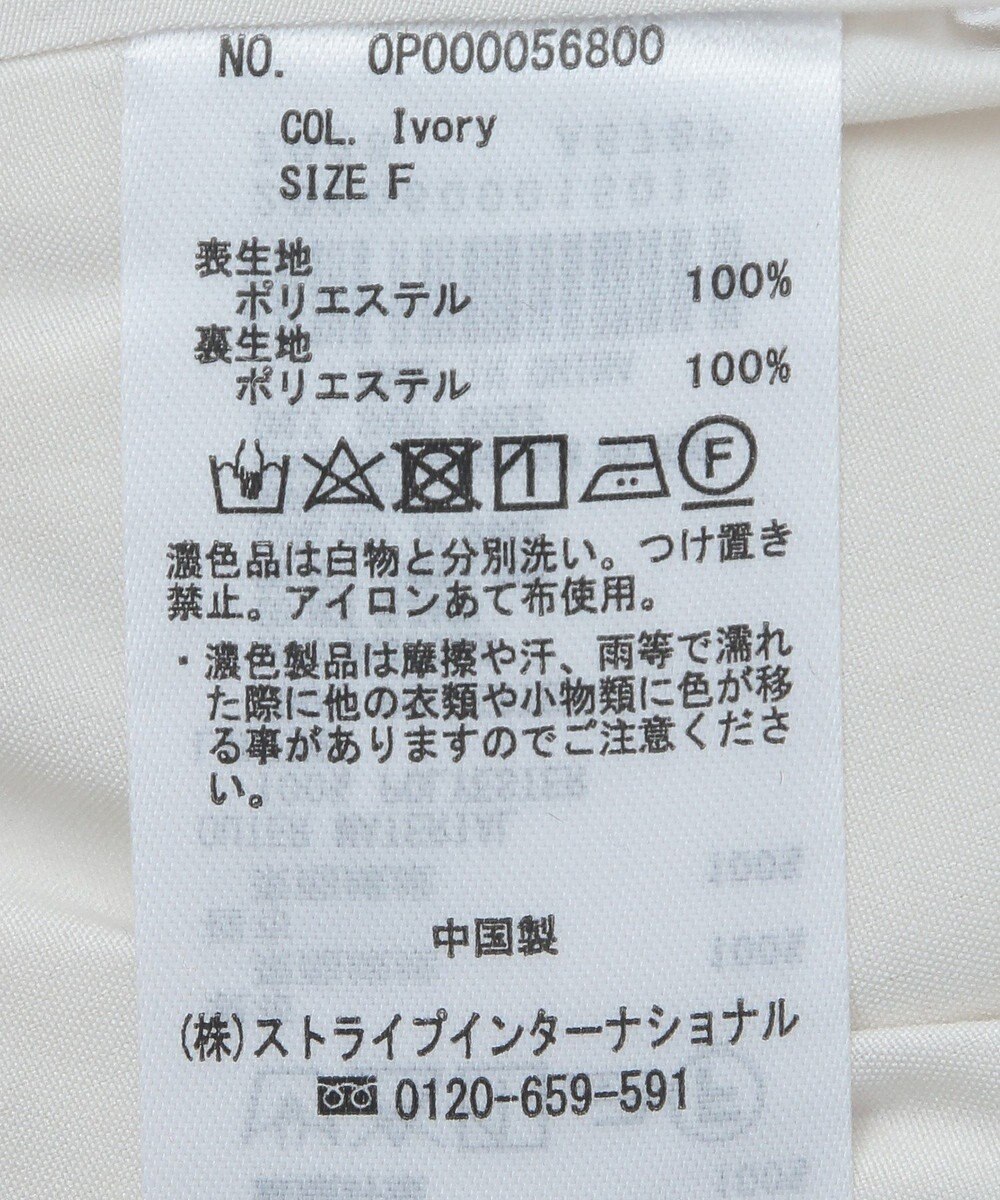 NO. OP000056800
COL. Ivory
SIZE F
表生地
ポリエステル 100%
裏生地
ポリエステル 100%
F
濃色品は白物と分別洗い。つけ置き
禁止。アイロンあて布使用。
・濃色製品は摩擦や汗、雨等で濡れ
た際に他の衣類や小物類に色が移
る事がありますのでご注意くださ
い。
中国製
(株)ストライプインターナショナル
0120-659-591